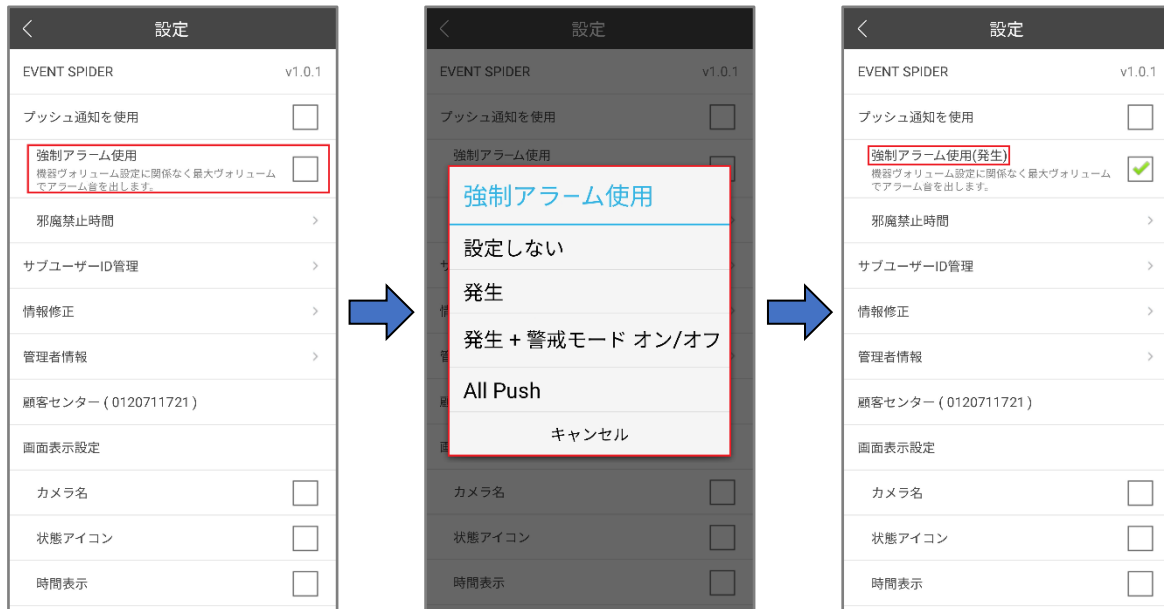 設定
EVENT SPIDER v1.0.1
プッシュ通知を使用
強制アラーム使用
機器ヴォリューム設定に関係なく最大ヴォリューム
でアラーム音を出します。
邪魔禁止時間
サブユーザーID管理
情報修正
管理者情報
顧客センター ( 0120711721 )
画面表示設定
カメラ名
状態アイコン
時間表示
設定
EVENT SPIDER v1.0.1
プッシュ通知を使用
強制アラーム使用
強制アラーム使用
設定しない
発生
発生 + 警戒モード オン/オフ
All Push
キャンセル
カメラ名
状態アイコン
時間表示
設定
EVENT SPIDER v1.0.1
プッシュ通知を使用
強制アラーム使用(発生)
機器ヴォリューム設定に関係なく最大ヴォリューム
でアラーム音を出します。
邪魔禁止時間
サブユーザーID管理
情報修正
管理者情報
顧客センター ( 0120711721 )
画面表示設定
カメラ名
状態アイコン
時間表示